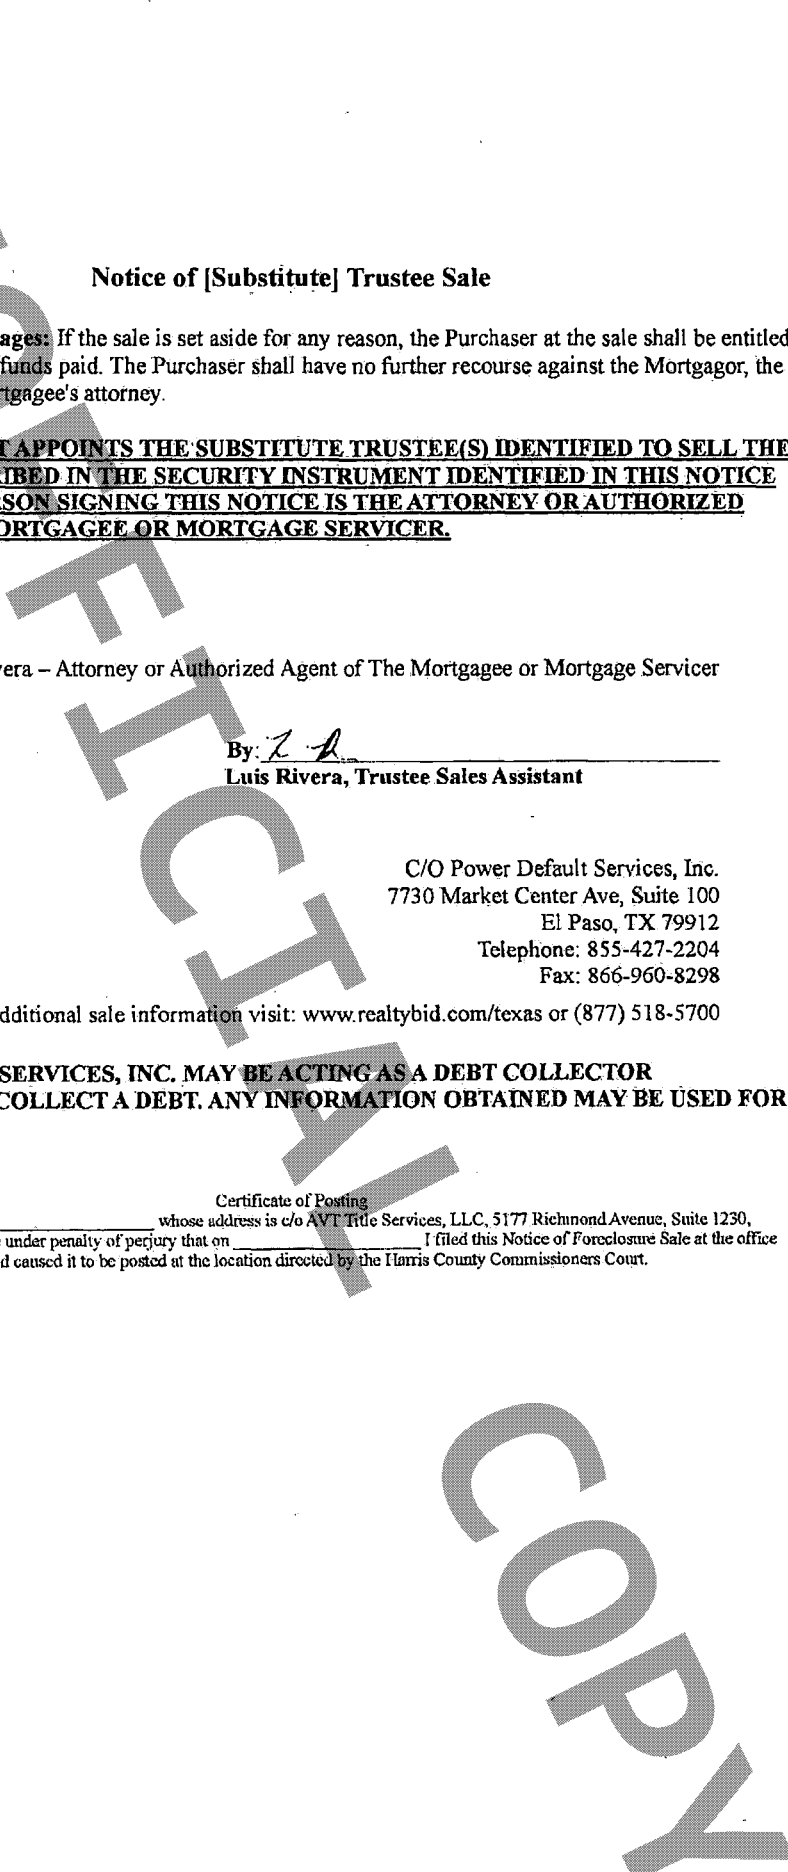 Notice of [Substitute] Trustee Sale
ages: If the sale is set aside for any reason, the Purchaser at the sale shall be entitled
funds paid. The Purchaser shall have no further recourse against the Mortgagor, the
rtgagee's attorney.
T APPOINTS THE SUBSTITUTE TRUSTEE(S) IDENTIFIED TO SELL THE
IBED IN THE SECURITY INSTRUMENT IDENTIFIED IN THIS NOTICE
SON SIGNING THIS NOTICE IS THE ATTORNEY OR AUTHORIZED
ORTGAGEE OR MORTGAGE SERVICER.
vera – Attorney or Authorized Agent of The Mortgagee or Mortgage Servicer
By:
Luis Rivera, Trustee Sales Assistant
C/O Power Default Services, Inc.
7730 Market Center Ave, Suite 100
El Paso, TX 79912
Telephone: 855-427-2204
Fax: 866-960-8298
dditional sale information visit: www.realtybid.com/texas or (877) 518-5700
SERVICES, INC. MAY BE ACTING AS A DEBT COLLECTOR
COLLECT A DEBT. ANY INFORMATION OBTAINED MAY BE USED FOR
Certificate of Posting
whose address is c/o AVT Title Services, LLC, 5177 Richmond Avenue, Suite 1230,
under penalty of perjury that on I filed this Notice of Foreclosure Sale at the office
d caused it to be posted at the location directed by the Harris County Commissioners Court.
OFFICIAL
COPY